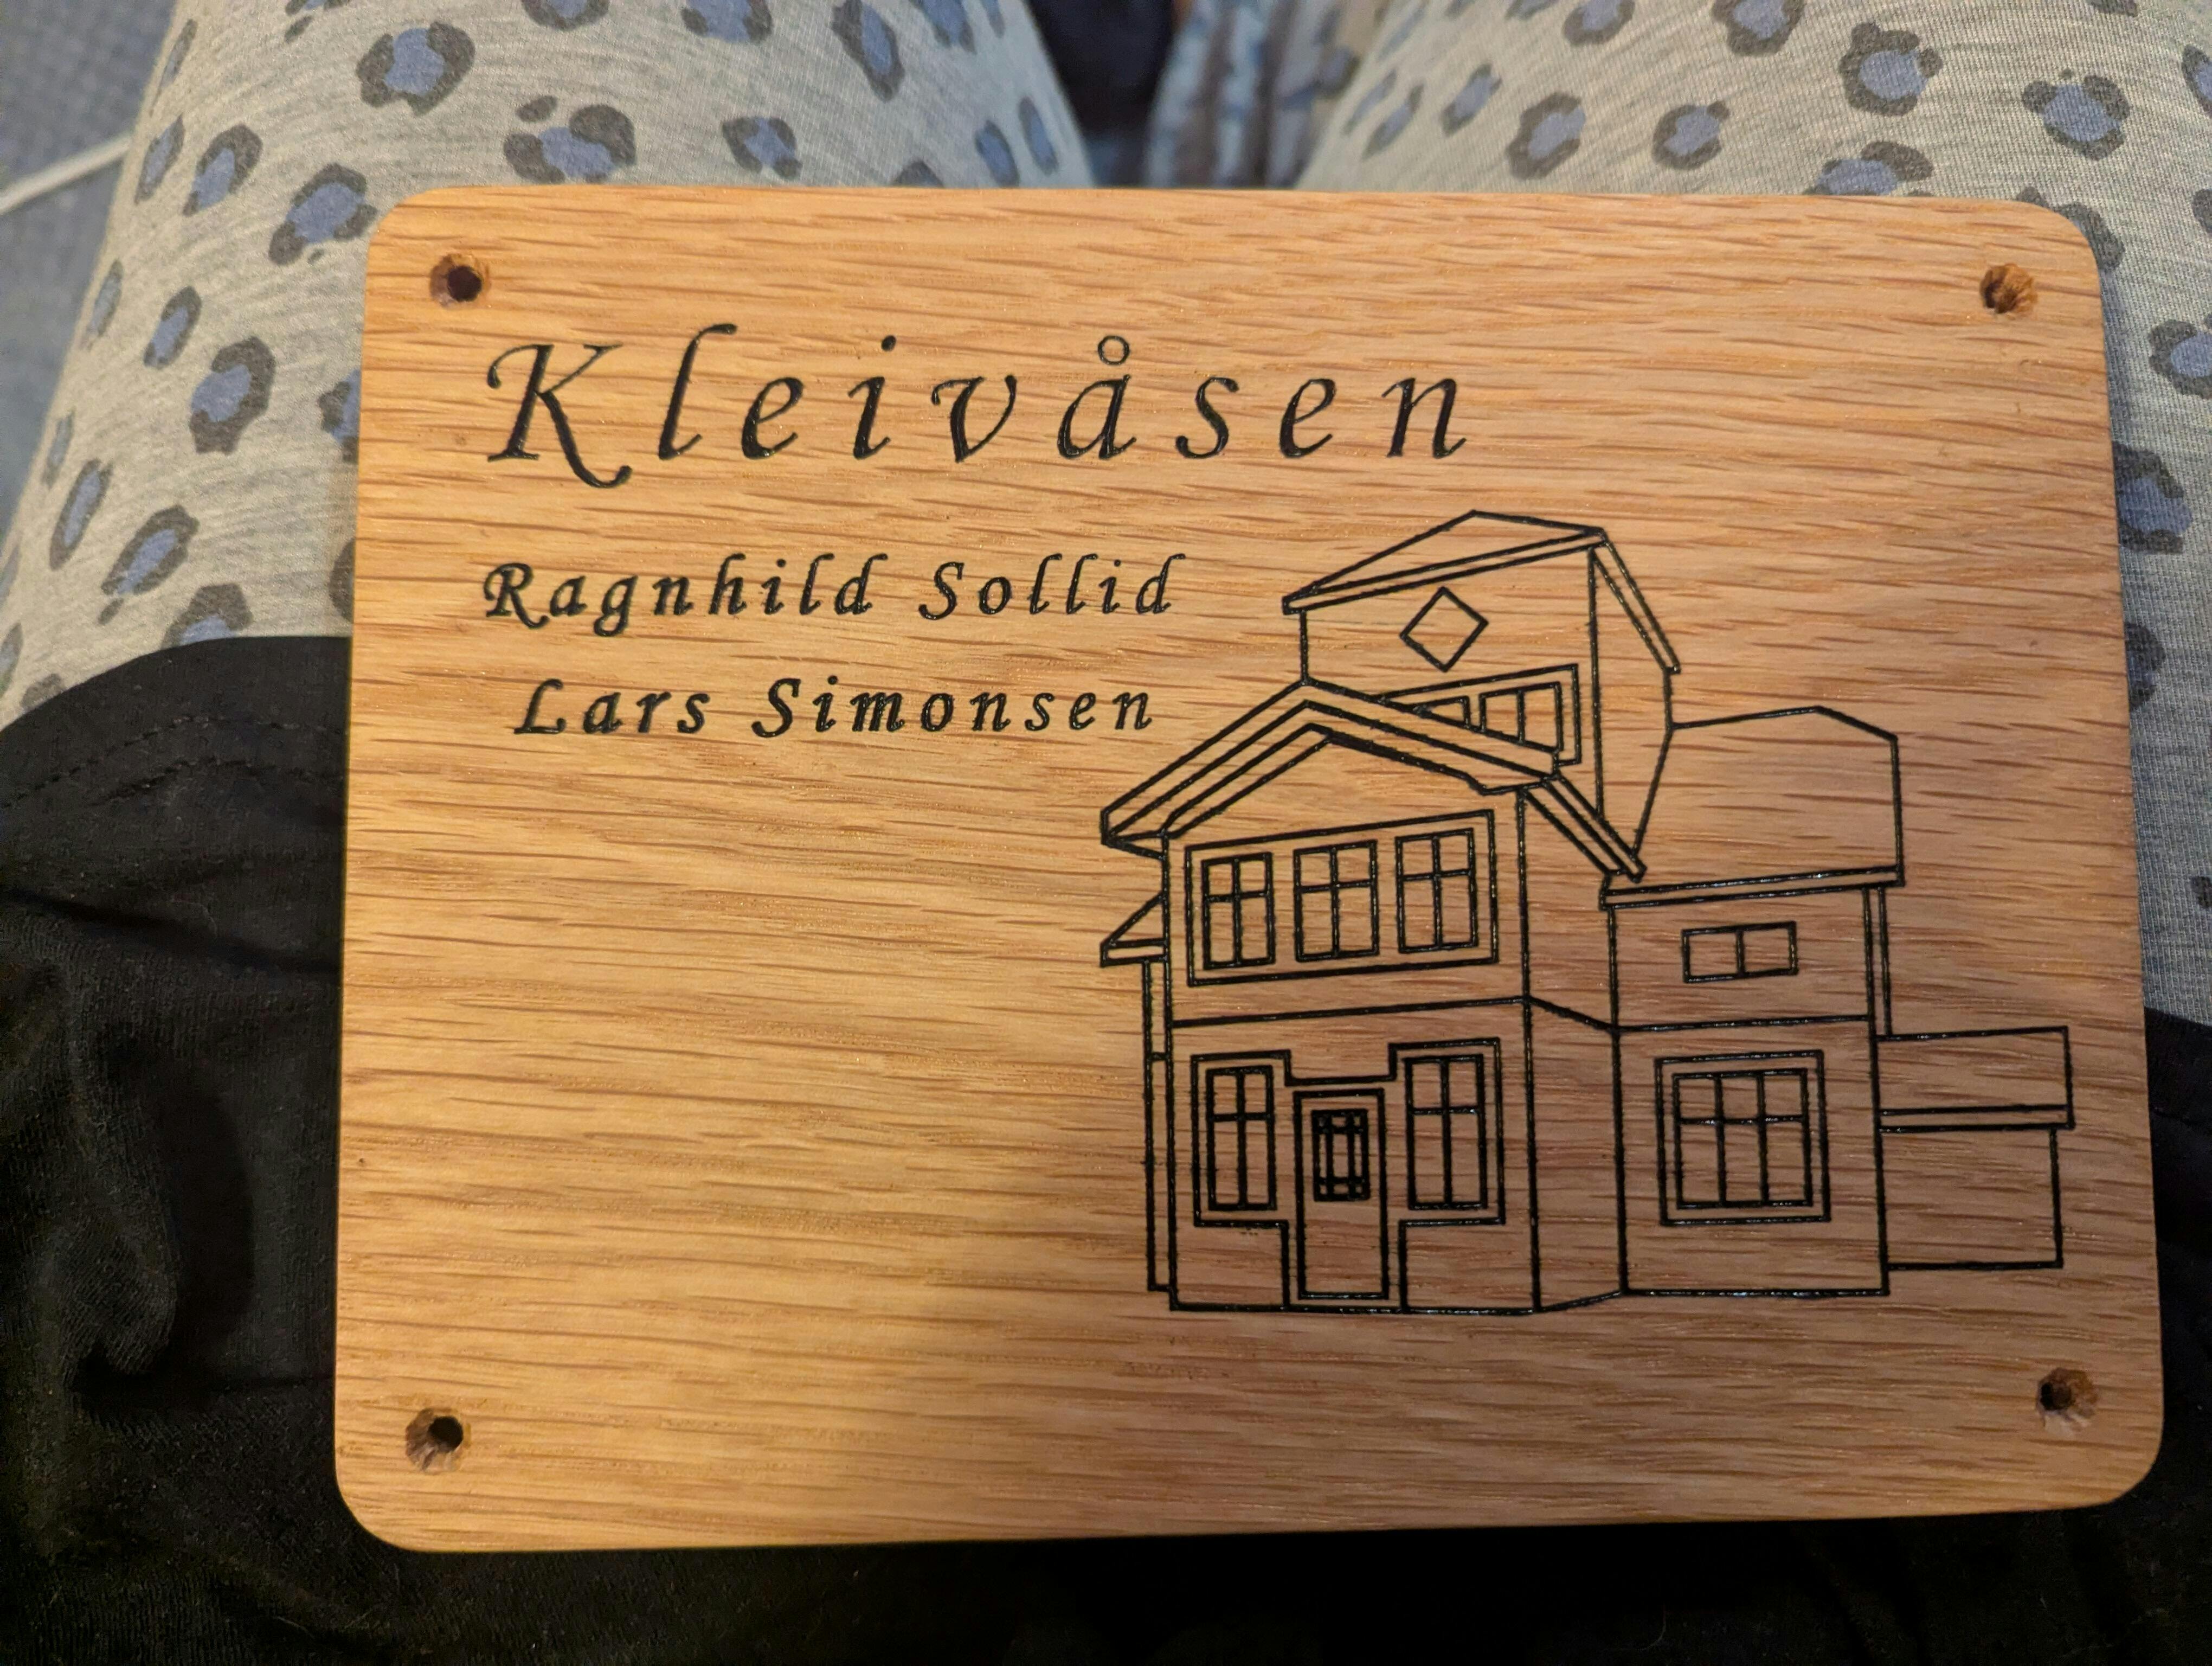 Kleivåsen
Ragnhild Sollid
Lars Simonsen